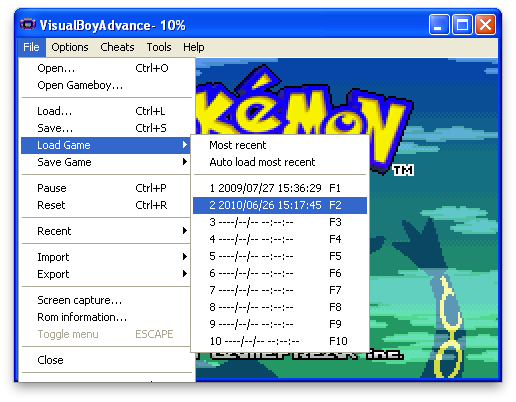 VisualBoyAdvance- 10%
File Options Cheats Tools Help
Open... Ctrl+O
Open Gameboy...
Load... Ctrl+L
Save... Ctrl+S
Load Game
Save Game
Pause Ctrl+P
Reset Ctrl+R
Recent
Import
Export
Screen capture...
Rom information...
Toggle menu ESCAPE
Close
Most recent
Auto load most recent
1 2009/07/27 15:36:29 F1
2 2010/06/26 15:17:45 F2
3 ----/--/-- --:--:-- F3
4 ----/--/-- --:--:-- F4
5 ----/--/-- --:--:-- F5
6 ----/--/-- --:--:-- F6
7 ----/--/-- --:--:-- F7
8 ----/--/-- --:--:-- F8
9 ----/--/-- --:--:-- F9
10 ----/--/-- --:--:-- F10
KéMON
TM
GAMEFREAK inc.